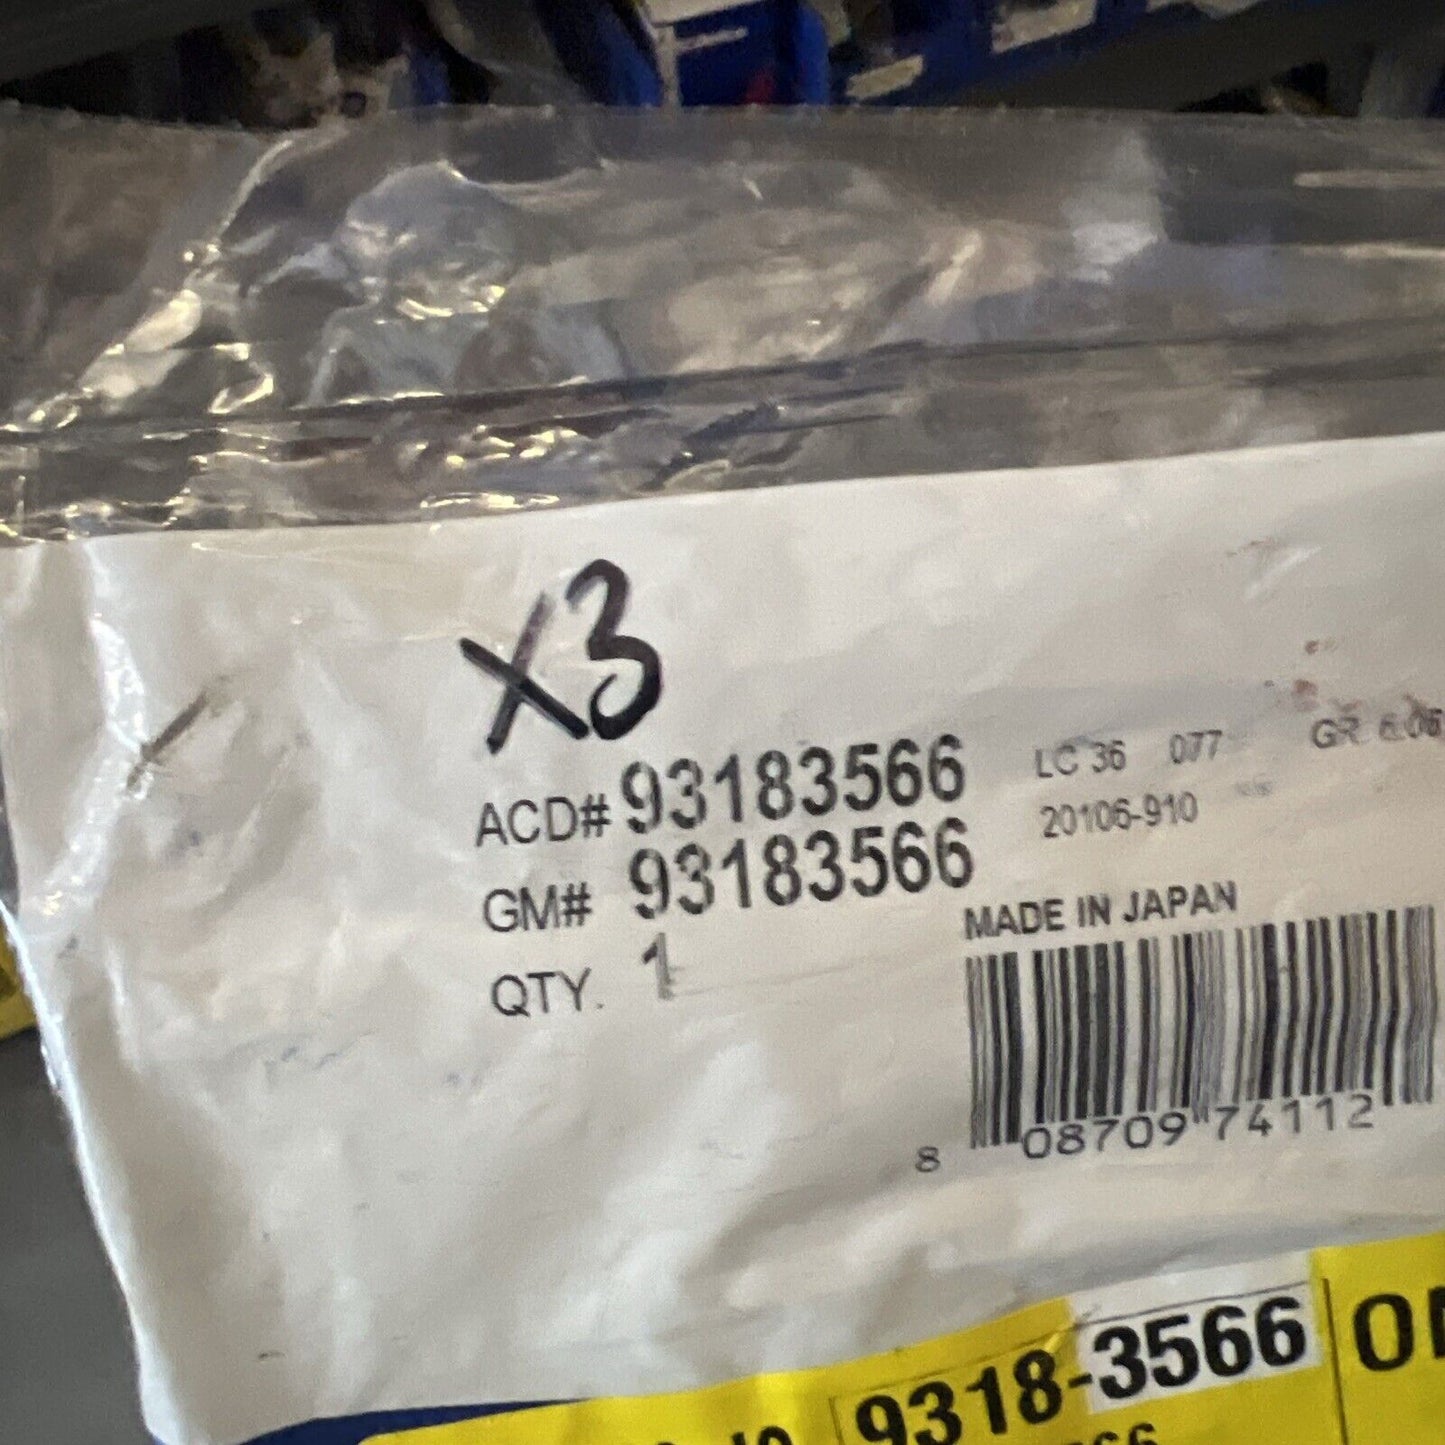 X3
ACD# 93183566
LC 36 077 GR. 6.06
GM# 93183566
20106-910
QTY. 1
MADE IN JAPAN
8 08709 74112
9318-3566